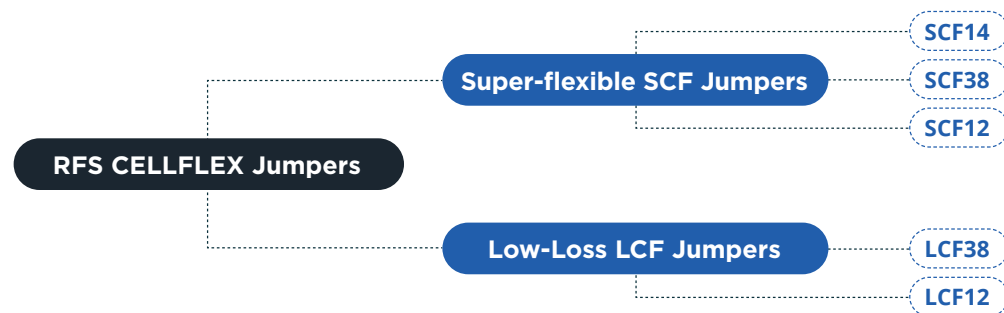 RFS CELLFLEX Jumpers
Super-flexible SCF Jumpers
SCF14
SCF38
SCF12
Low-Loss LCF Jumpers
LCF38
LCF12